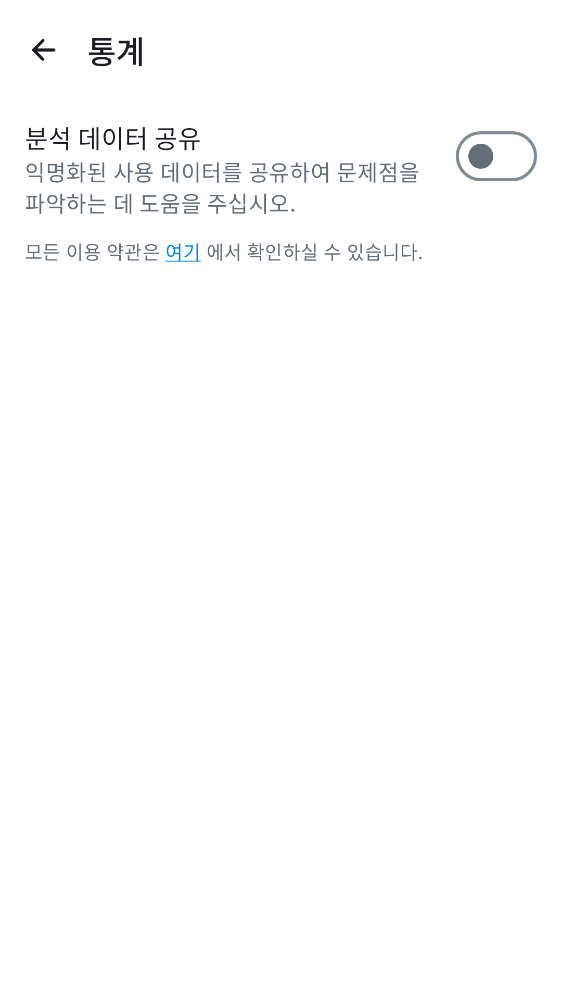 통계
분석 데이터 공유
익명화된 사용 데이터를 공유하여 문제점을
파악하는 데 도움을 주십시오.
모든 이용 약관은 여기 에서 확인하실 수 있습니다.